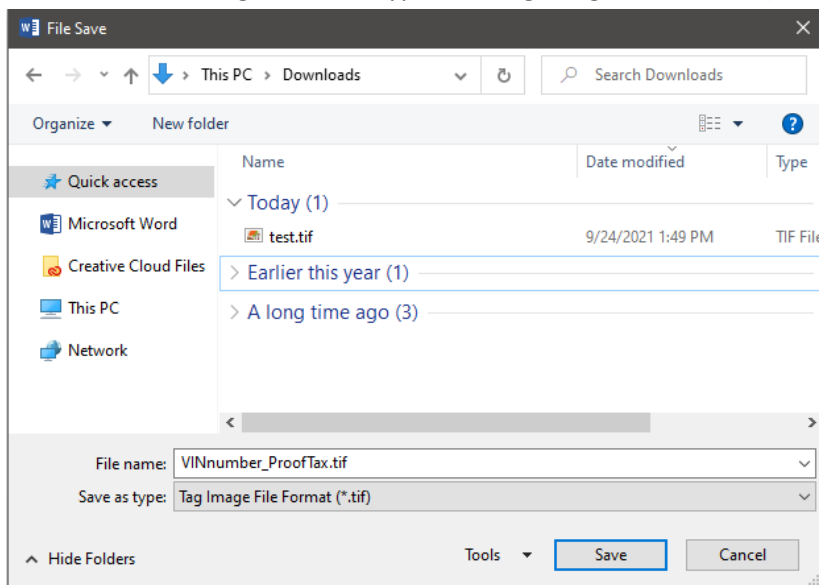 File Save
This PC > Downloads
Search Downloads
Organize
New folder
Name
Date modified
Type
Quick access
Today (1)
Microsoft Word
test.tif
9/24/2021 1:49 PM
TIF File
Creative Cloud Files
Earlier this year (1)
This PC
A long time ago (3)
Network
File name: VINnumber_ProofTax.tif
Save as type: Tag Image File Format (*.tif)
Hide Folders
Tools
Save
Cancel